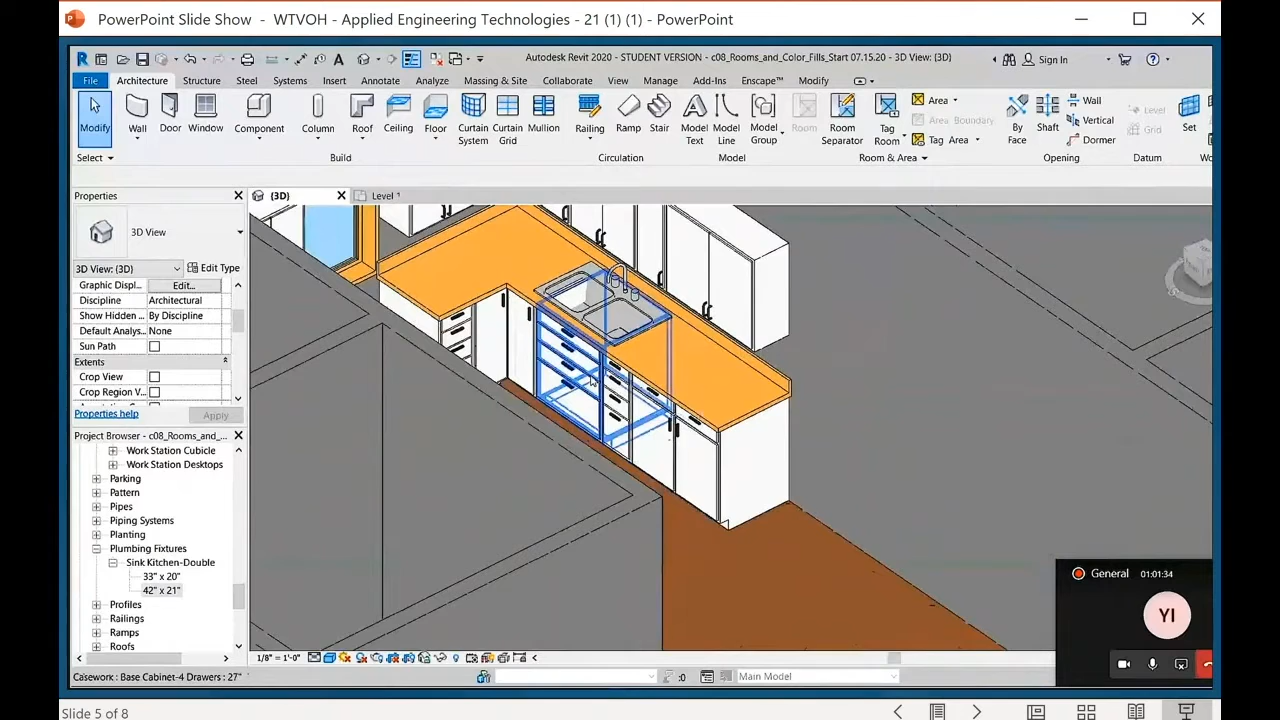 PowerPoint Slide Show - WTVOH - Applied Engineering Technologies - 21 (1) (1) - PowerPoint
Autodesk Revit 2020 - STUDENT VERSION - c08_Rooms_and_Color_Fills_Start 07.15.20 - 3D View: {3D}
Sign In
File Architecture Structure Steel Systems Insert Annotate Analyze Massing & Site Collaborate View Manage Add-Ins Enscape™ Modify
Modify
Wall
Door
Window
Component
Column
Roof
Ceiling
Floor
Curtain System
Curtain Grid
Mullion
Railing
Ramp
Stair
Model Text
Model Line
Model Group
Room
Room Separator
Tag Room
Area
Area Boundary
Tag Area
By Face
Shaft
Wall
Vertical
Dormer
Level
Grid
Set
Select
Build
Circulation
Model
Room & Area
Opening
Datum
Properties
{3D}
Level 1
3D View
3D View: {3D}
Edit Type
Graphic Displ... Edit...
Discipline Architectural
Show Hidden ... By Discipline
Default Analys... None
Sun Path
Extents
Crop View
Crop Region V...
Properties help
Apply
Project Browser - c08_Rooms_and_...
Work Station Cubicle
Work Station Desktops
Parking
Pattern
Pipes
Piping Systems
Planting
Plumbing Fixtures
Sink Kitchen-Double
33" x 20"
42" x 21"
Profiles
Railings
Ramps
Roofs
1/8" = 1'-0"
Casework : Base Cabinet-4 Drawers : 27"
:0
Main Model
General 01:01:34
YI
Slide 5 of 8